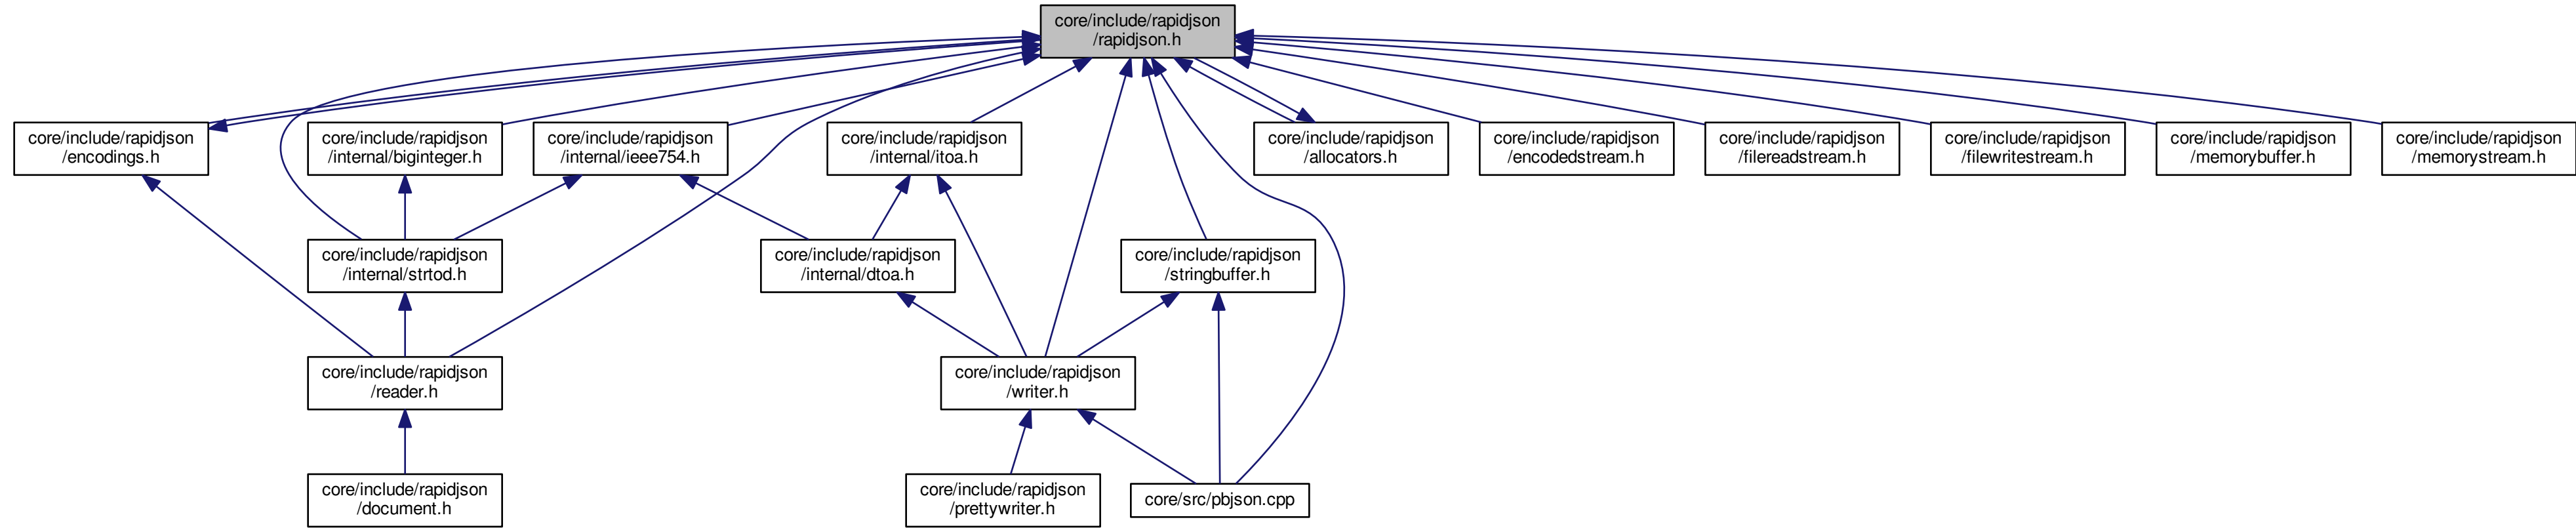 core/include/rapidjson
/rapidjson.h
core/include/rapidjson
/encodings.h
core/include/rapidjson
/internal/biginteger.h
core/include/rapidjson
/internal/ieee754.h
core/include/rapidjson
/internal/itoa.h
core/include/rapidjson
/allocators.h
core/include/rapidjson
/encodedstream.h
core/include/rapidjson
/filereadstream.h
core/include/rapidjson
/filewritestream.h
core/include/rapidjson
/memorybuffer.h
core/include/rapidjson
/memorystream.h
core/include/rapidjson
/internal/strtod.h
core/include/rapidjson
/internal/dtoa.h
core/include/rapidjson
/stringbuffer.h
core/include/rapidjson
/reader.h
core/include/rapidjson
/writer.h
core/include/rapidjson
/document.h
core/include/rapidjson
/prettywriter.h
core/src/pbjson.cpp